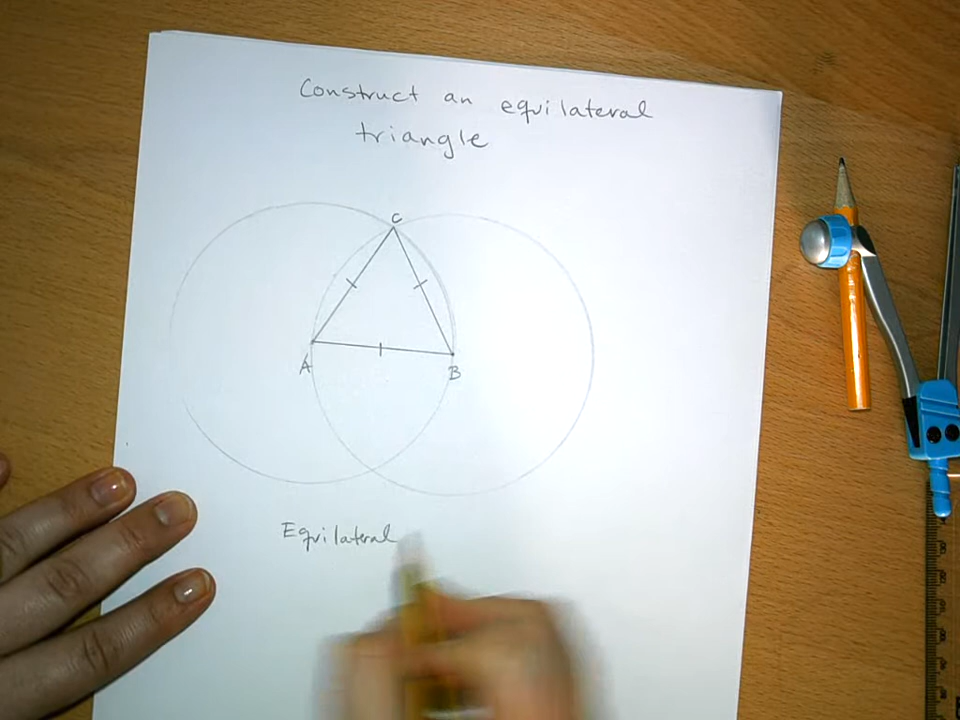 Construct an equilateral
triangle
C
A
B
Equilateral